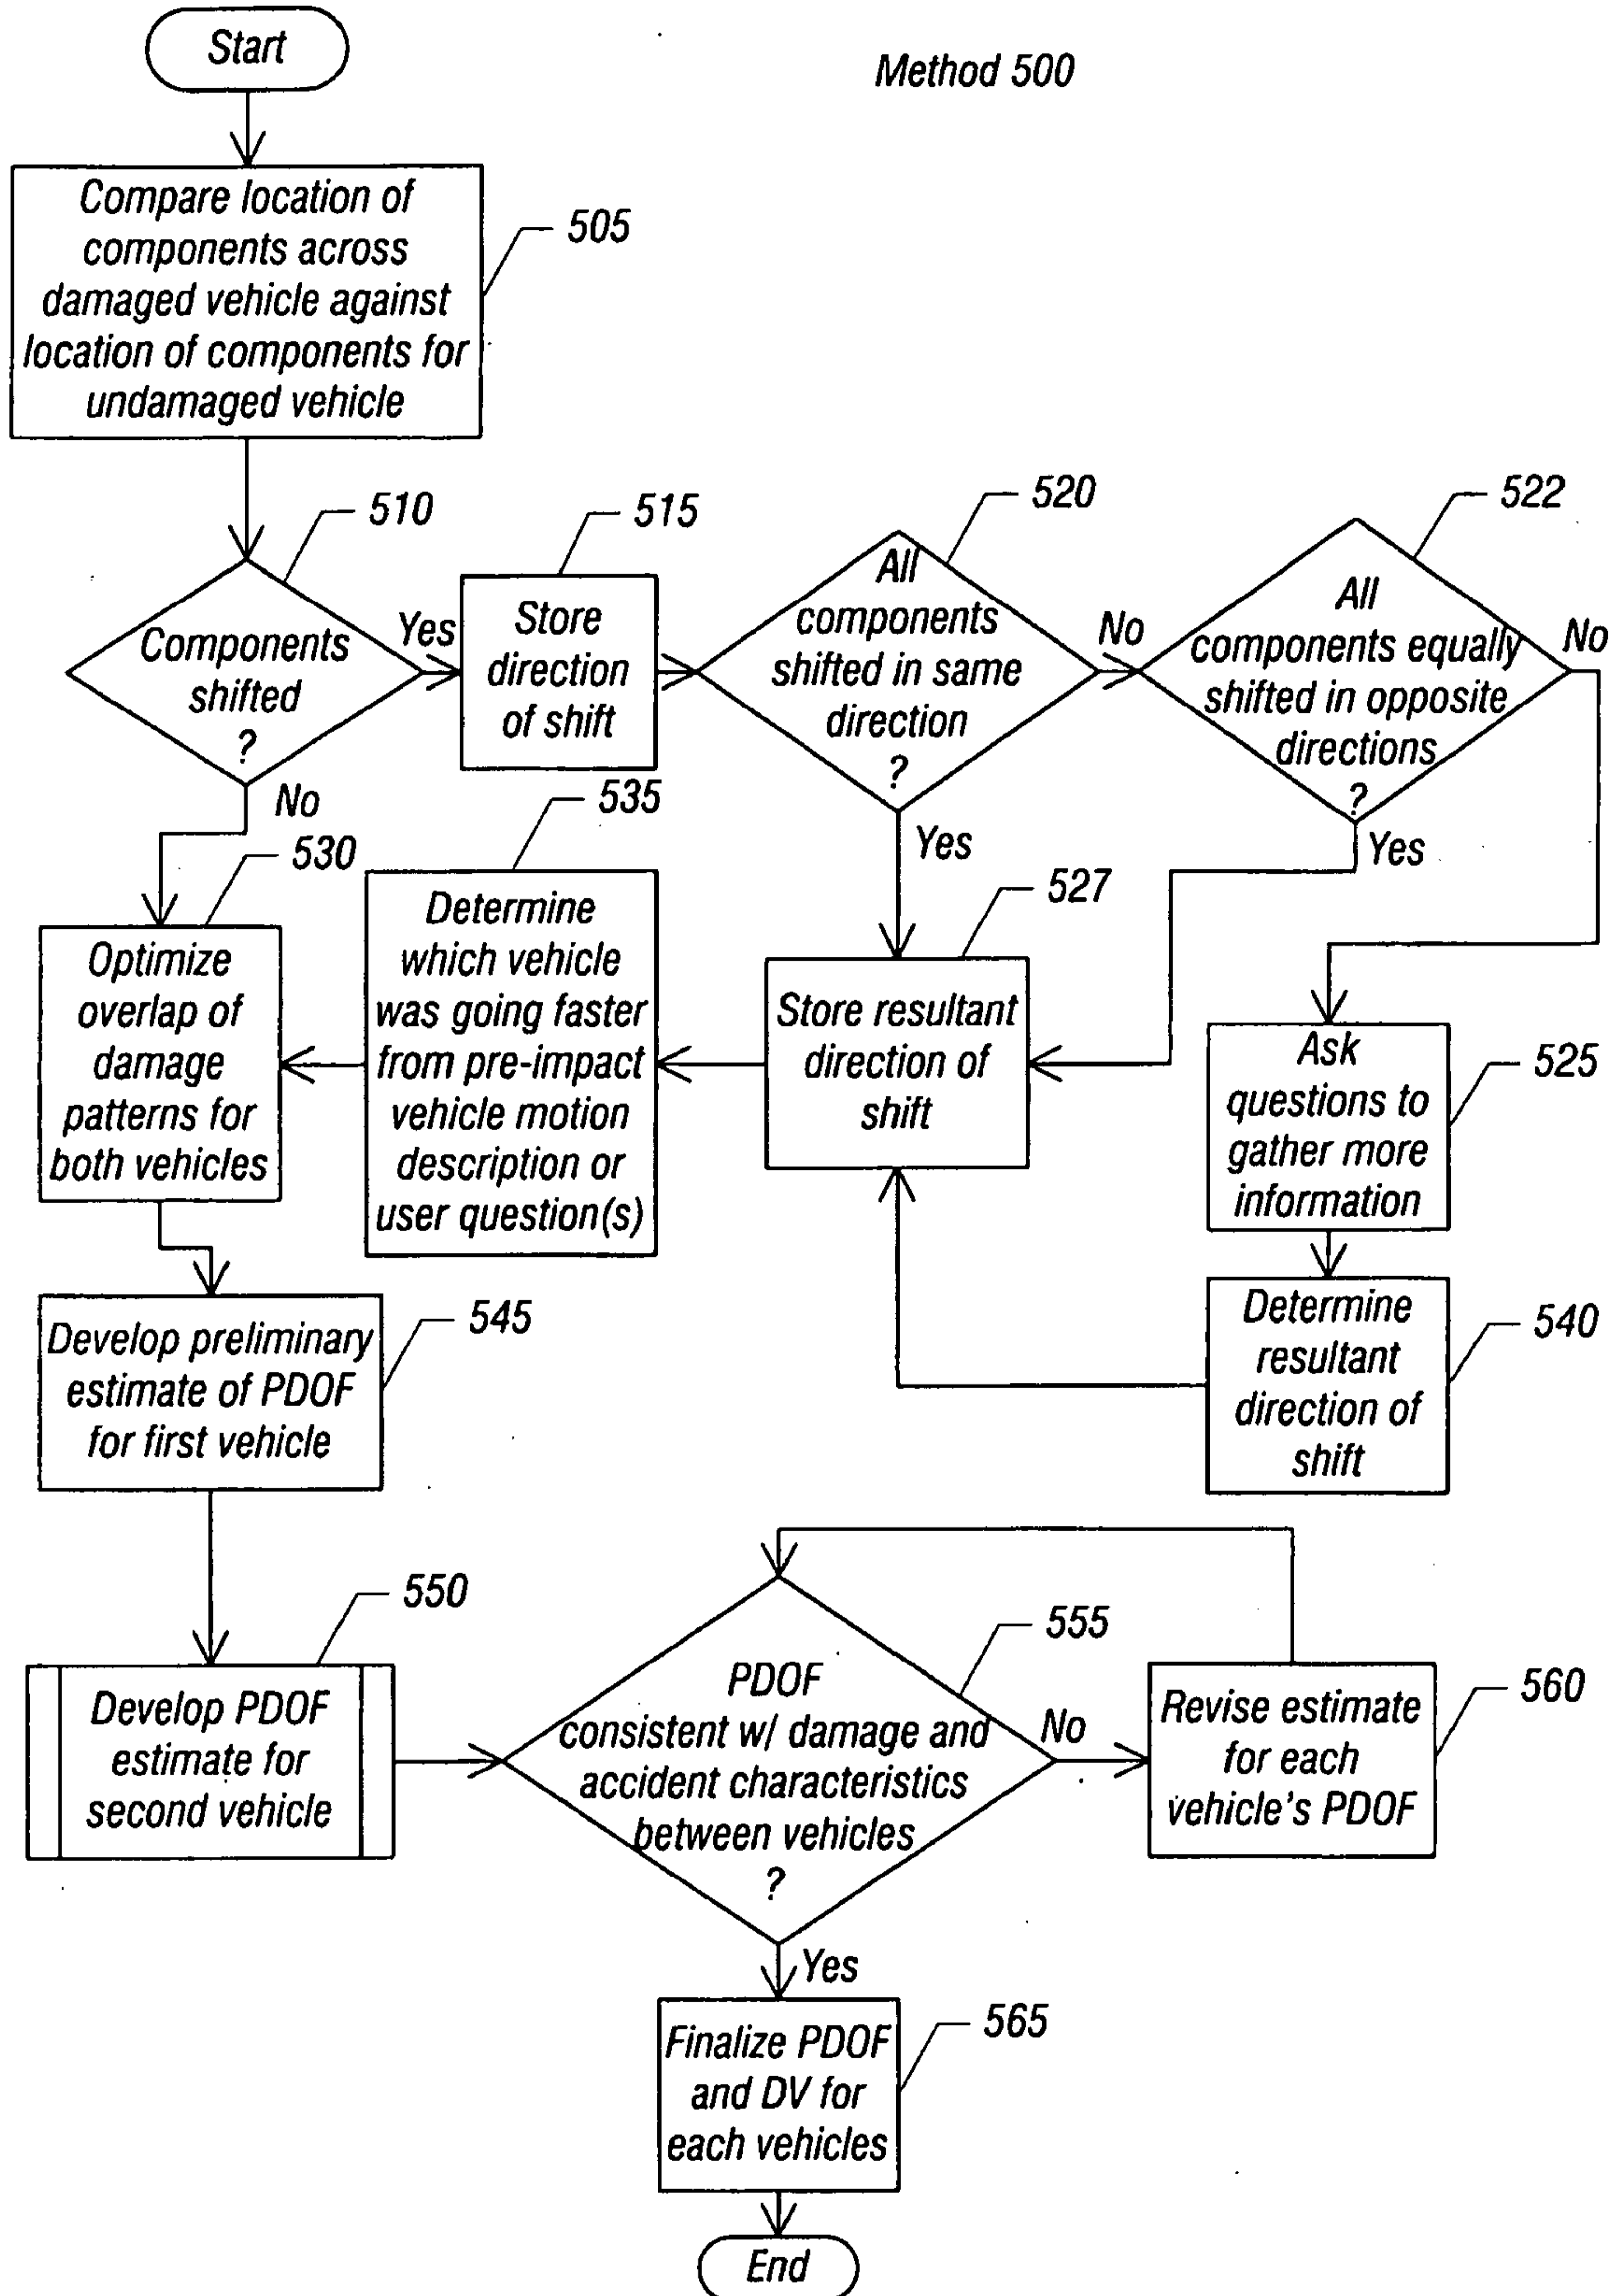 Start
Method 500
Compare location of
components across
damaged vehicle against
location of components for
undamaged vehicle
505
510
Components
shifted
?
Yes
No
515
Store
direction
of shift
520
All
components
shifted in same
direction
?
No
Yes
522
All
components equally
shifted in opposite
directions
?
No
Yes
530
Optimize
overlap of
damage
patterns for
both vehicles
535
Determine
which vehicle
was going faster
from pre-impact
vehicle motion
description or
user question(s)
527
Store resultant
direction of
shift
Ask
questions to
gather more
information
525
Determine
resultant
direction of
shift
540
Develop preliminary
estimate of PDOF
for first vehicle
545
550
Develop PDOF
estimate for
second vehicle
555
PDOF
consistent w/ damage and
accident characteristics
between vehicles
?
No
Yes
Revise estimate
for each
vehicle's PDOF
560
Finalize PDOF
and DV for
each vehicles
565
End